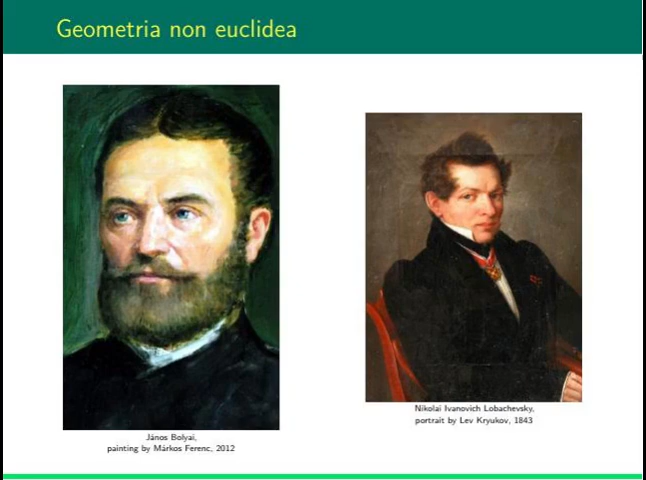 Geometria non euclidea
János Bolyai,
painting by Márkos Ferenc, 2012
Nikolai Ivanovich Lobachevsky,
portrait by Lev Kryukov, 1843